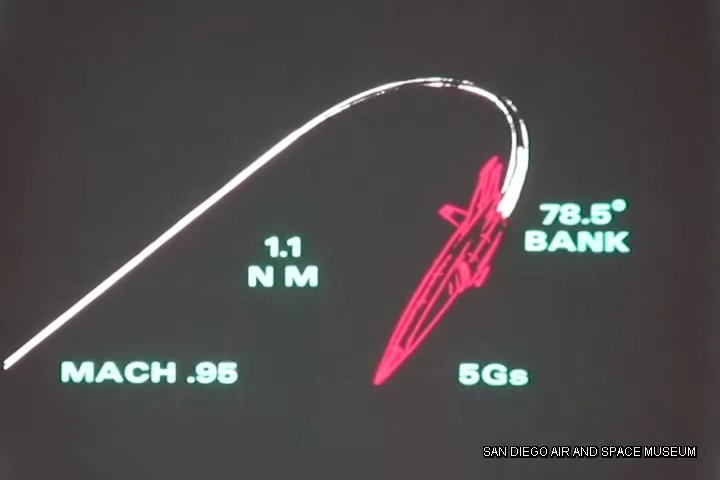 78.5°
BANK
1.1
N M
MACH .95
5Gs
SAN DIEGO AIR AND SPACE MUSEUM